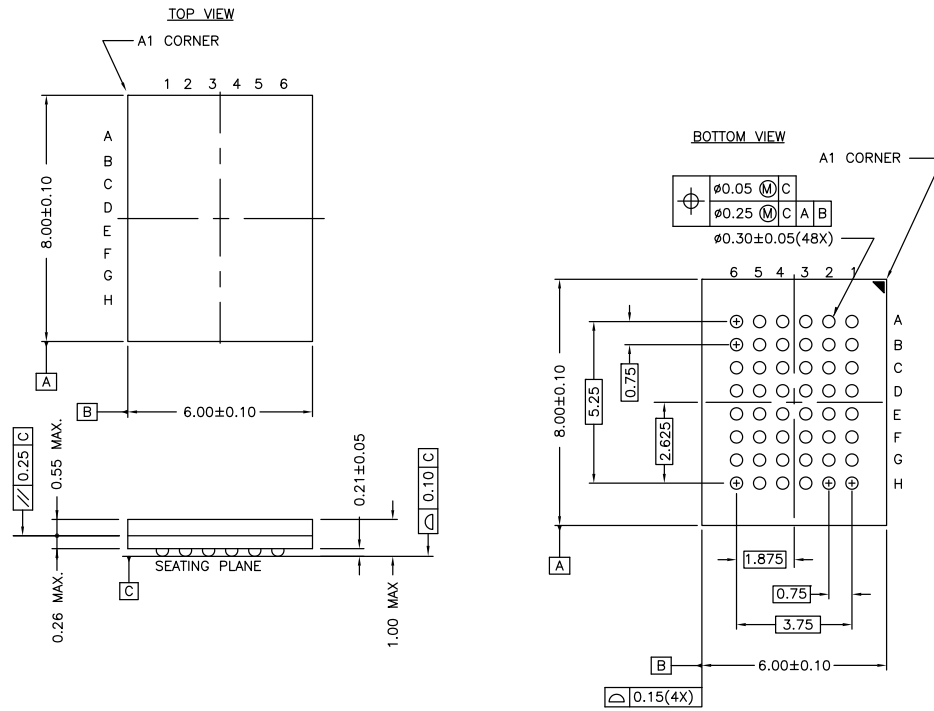 TOP VIEW
A1 CORNER
1 2 3 4 5 6
A
B
C
D
E
F
G
H
8.00±0.10
A
B
6.00±0.10
// 0.25 C
0.55 MAX.
0.26 MAX.
SEATING PLANE
C
0.21±0.05
1.00 MAX
⌓ 0.10 C
BOTTOM VIEW
A1 CORNER
⌖ ø0.05 Ⓜ C
ø0.25 Ⓜ C A B
ø0.30±0.05(48X)
6 5 4 3 2 1
A
B
C
D
E
F
G
H
8.00±0.10
5.25
0.75
2.625
A
1.875
0.75
3.75
B
6.00±0.10
⌓ 0.15(4X)